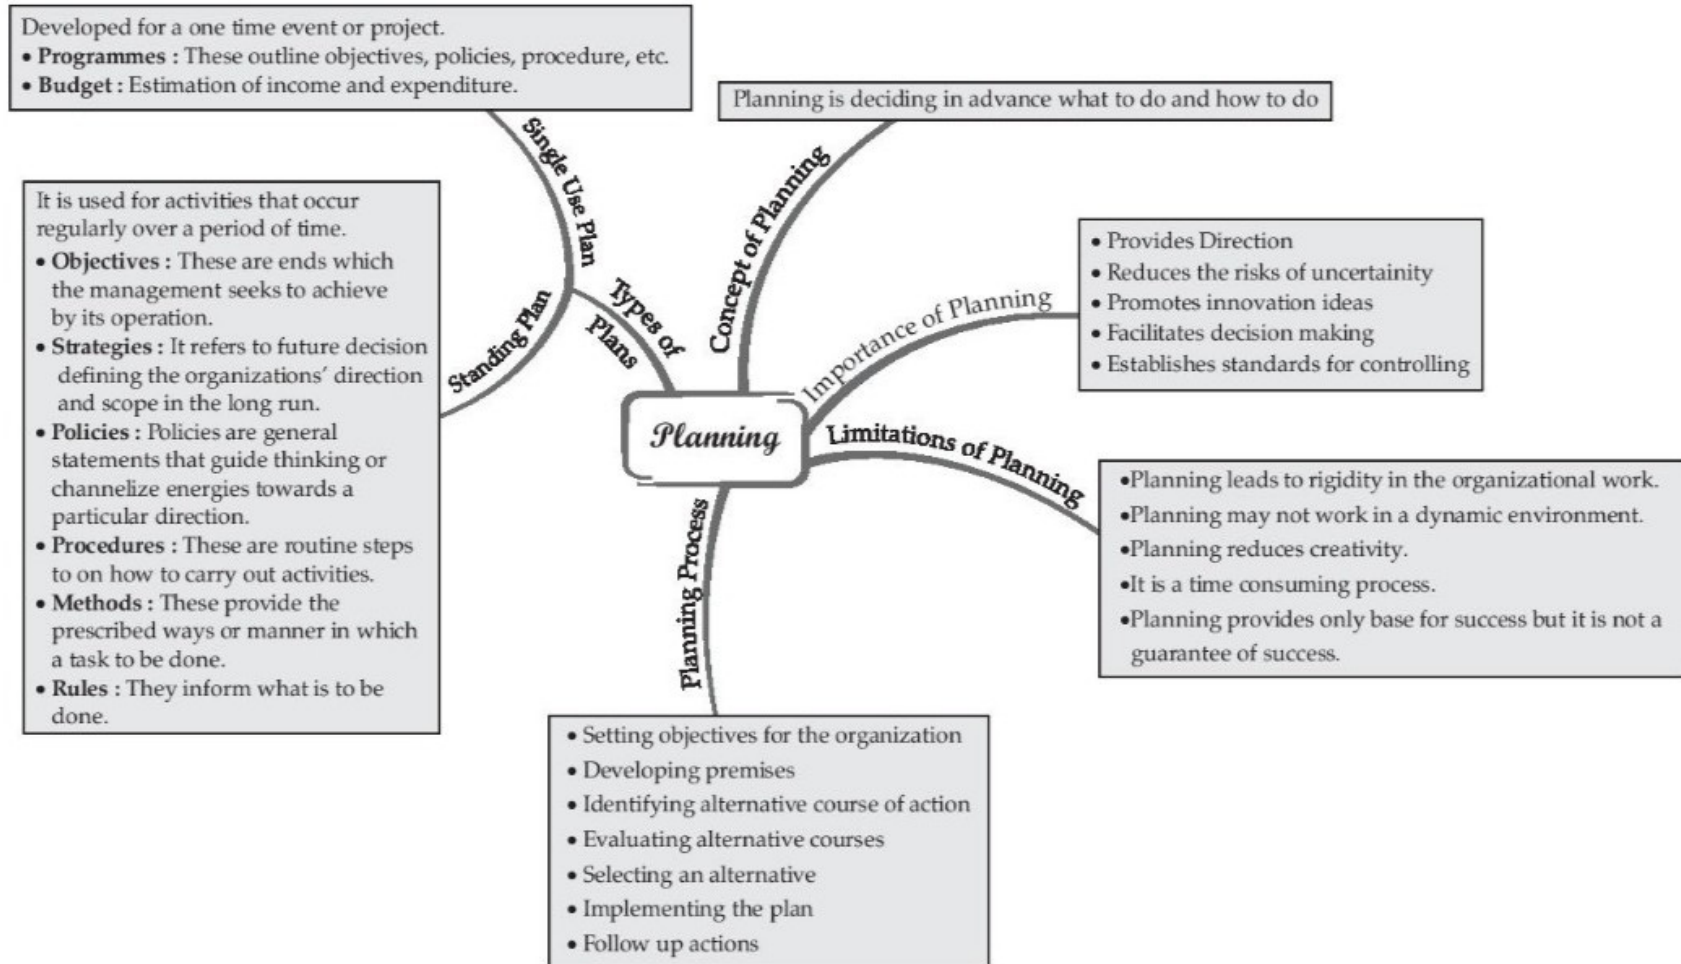 Developed for a one time event or project.
• Programmes : These outline objectives, policies, procedure, etc.
• Budget : Estimation of income and expenditure.
Single Use Plan
It is used for activities that occur
regularly over a period of time.
• Objectives : These are ends which
the management seeks to achieve
by its operation.
• Strategies : It refers to future decision
defining the organizations' direction
and scope in the long run.
• Policies : Policies are general
statements that guide thinking or
channelize energies towards a
particular direction.
• Procedures : These are routine steps
to on how to carry out activities.
• Methods : These provide the
prescribed ways or manner in which
a task to be done.
• Rules : They inform what is to be
done.
Standing Plan
Types of
Plans
Planning is deciding in advance what to do and how to do
Concept of Planning
• Provides Direction
• Reduces the risks of uncertainity
• Promotes innovation ideas
• Facilitates decision making
• Establishes standards for controlling
Importance of Planning
Planning
Limitations of Planning
•Planning leads to rigidity in the organizational work.
•Planning may not work in a dynamic environment.
•Planning reduces creativity.
•It is a time consuming process.
•Planning provides only base for success but it is not a
guarantee of success.
Planning Process
• Setting objectives for the organization
• Developing premises
• Identifying alternative course of action
• Evaluating alternative courses
• Selecting an alternative
• Implementing the plan
• Follow up actions